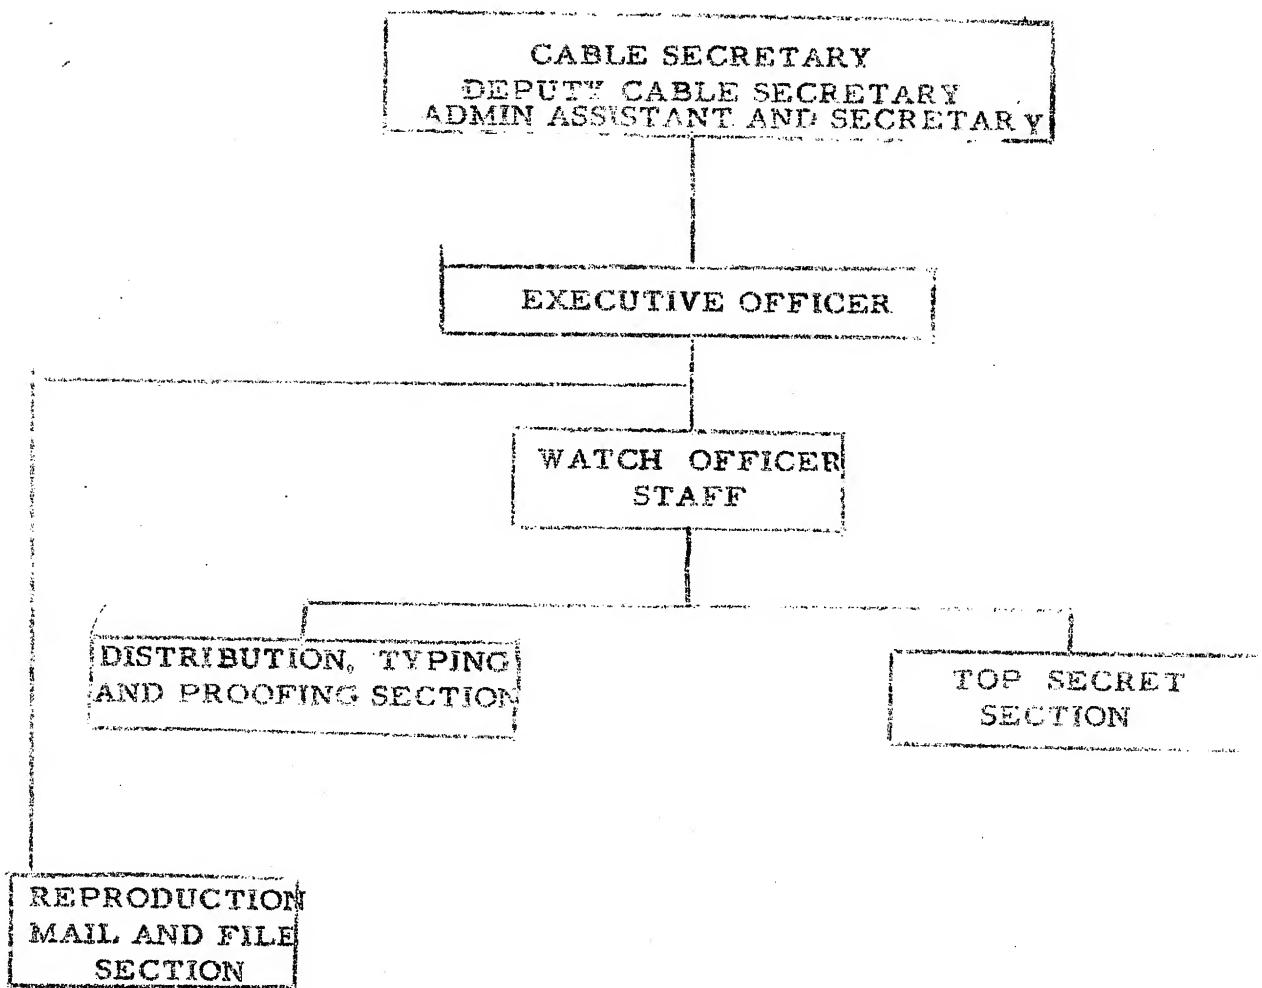 CABLE SECRETARY
DEPUTY CABLE SECRETARY
ADMIN ASSISTANT AND SECRETARY
EXECUTIVE OFFICER
WATCH OFFICER
STAFF
DISTRIBUTION, TYPING
AND PROOFING SECTION
TOP SECRET
SECTION
REPRODUCTION
MAIL AND FILE
SECTION